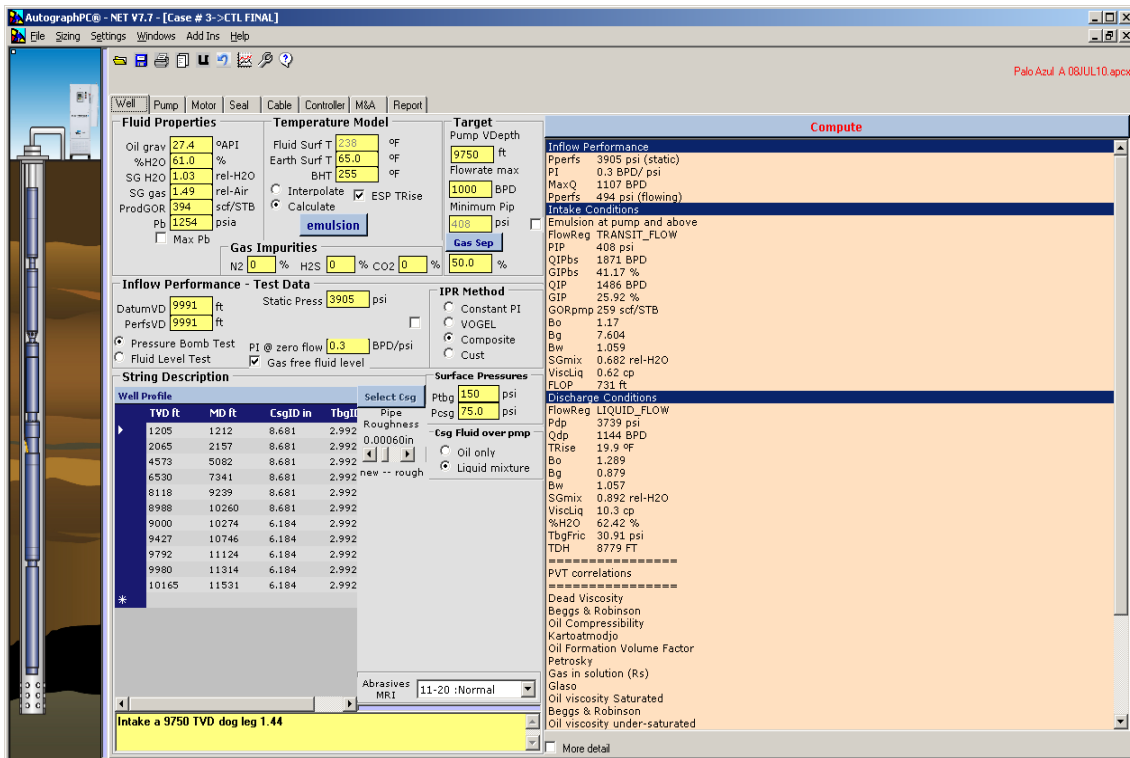 AutographPC® - NET V7.7 - [Case # 3->CTL FINAL]
File Sizing Settings Windows Add Ins Help
Palo Azul A 08JUL10.apcx
Well Pump Motor Seal Cable Controller M&A Report
Fluid Properties
Oil grav 27.4 ºAPI
%H2O 61.0 %
SG H2O 1.03 rel-H2O
SG gas 1.49 rel-Air
ProdGOR 394 scf/STB
Pb 1254 psia
Max Pb
Temperature Model
Fluid Surf T 238 ºF
Earth Surf T 65.0 ºF
BHT 255 ºF
Interpolate ESP TRise
Calculate
emulsion
Target
Pump VDepth
9750 ft
Flowrate max
1000 BPD
Minimum Pip
408 psi
Gas Sep
50.0 %
Gas Impurities
N2 0 % H2S 0 % CO2 0 %
Inflow Performance - Test Data
DatumVD 9991 ft Static Press 3905 psi
PerfsVD 9991 ft
Pressure Bomb Test PI @ zero flow 0.3 BPD/psi
Fluid Level Test Gas free fluid level
IPR Method
Constant PI
VOGEL
Composite
Cust
String Description
Well Profile
TVD ft MD ft CsgID in TbgI
1205 1212 8.681 2.992
2065 2157 8.681 2.992
4573 5082 8.681 2.992
6530 7341 8.681 2.992
8118 9239 8.681 2.992
8988 10260 8.681 2.992
9000 10274 6.184 2.992
9427 10746 6.184 2.992
9792 11124 6.184 2.992
9980 11314 6.184 2.992
10165 11531 6.184 2.992
*
Select Csg
Pipe
Roughness
0.00060in
new -- rough
Surface Pressures
Ptbg 150 psi
Pcsg 75.0 psi
Csg Fluid over pmp
Oil only
Liquid mixture
Abrasives
MRI
11-20 :Normal
Intake a 9750 TVD dog leg 1.44
Compute
Inflow Performance
Pperfs 3905 psi (static)
PI 0.3 BPD/ psi
MaxQ 1107 BPD
Pperfs 494 psi (flowing)
Intake Conditions
Emulsion at pump and above
FlowReg TRANSIT_FLOW
PIP 408 psi
QIPbs 1871 BPD
GIPbs 41.17 %
QIP 1486 BPD
GIP 25.92 %
GORpmp 259 scf/STB
Bo 1.17
Bg 7.604
Bw 1.059
SGmix 0.682 rel-H2O
ViscLiq 0.62 cp
FLOP 731 ft
Discharge Conditions
FlowReg LIQUID_FLOW
Pdp 3739 psi
Qdp 1144 BPD
TRise 19.9 ºF
Bo 1.289
Bg 0.879
Bw 1.057
SGmix 0.892 rel-H2O
ViscLiq 10.3 cp
%H2O 62.42 %
TbgFric 30.91 psi
TDH 8779 FT
================
PVT correlations
================
Dead Viscosity
Beggs & Robinson
Oil Compressibility
Kartoatmodjo
Oil Formation Volume Factor
Petrosky
Gas in solution (Rs)
Glaso
Oil viscosity Saturated
Beggs & Robinson
Oil viscosity under-saturated
More detail